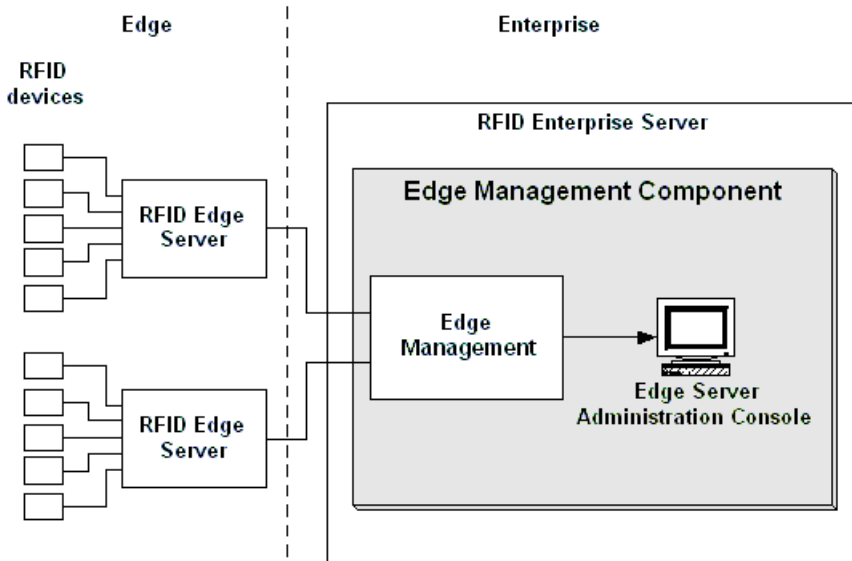 Edge
Enterprise
RFID
devices
RFID Enterprise Server
Edge Management Component
RFID Edge
Server
Edge
Management
Edge Server
Administration Console
RFID Edge
Server